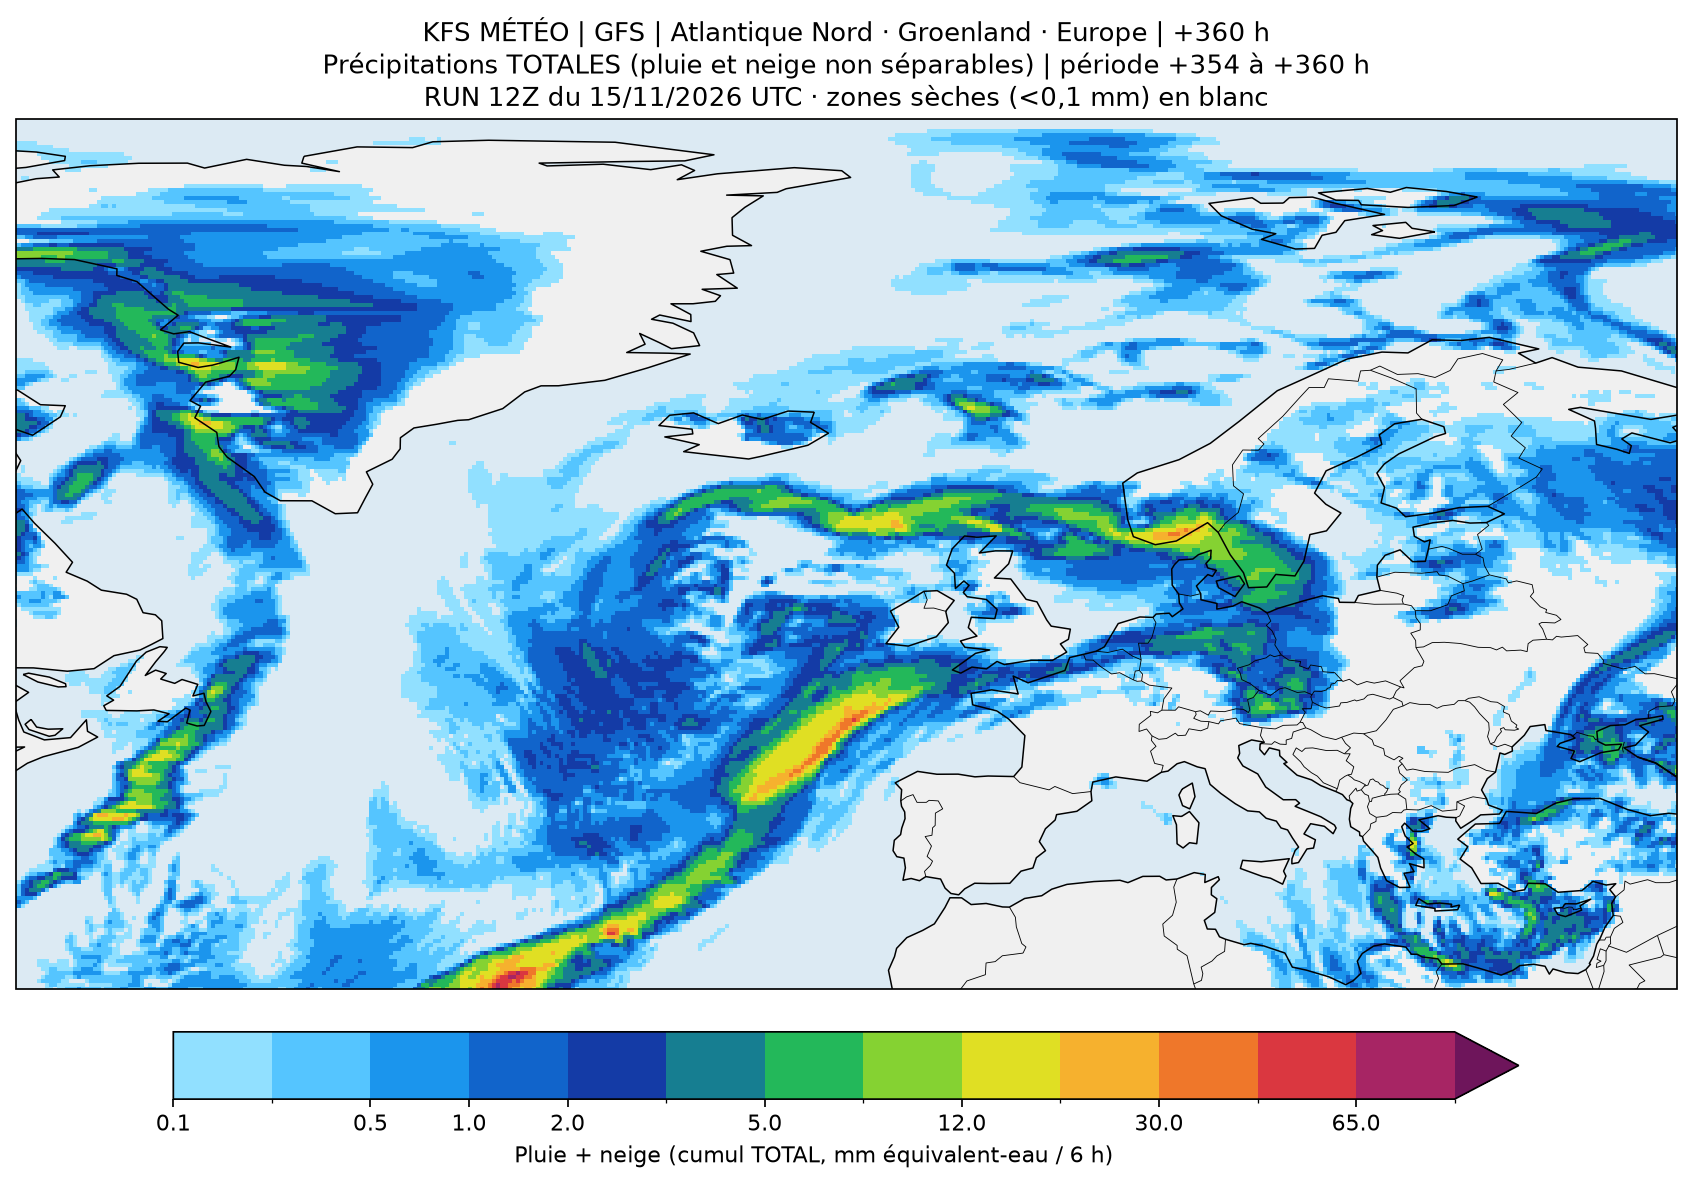 KFS MÉTÉO | GFS | Atlantique Nord · Groenland · Europe | +360 h
Précipitations TOTALES (pluie et neige non séparables) | période +354 à +360 h
RUN 12Z du 15/11/2026 UTC · zones sèches (<0,1 mm) en blanc
0.1 0.5 1.0 2.0 5.0 12.0 30.0 65.0
Pluie + neige (cumul TOTAL, mm équivalent-eau / 6 h)